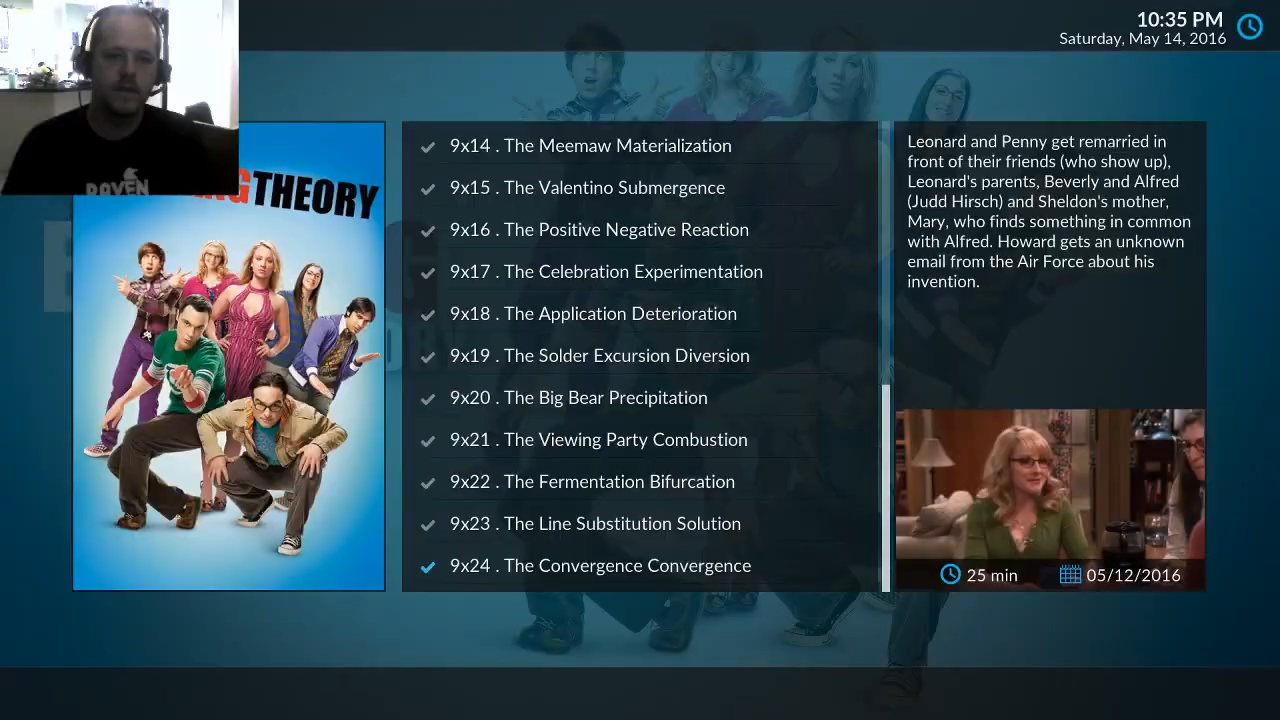 10:35 PM
Saturday, May 14, 2016
RAVEN
THEORY
9x14 . The Meemaw Materialization
9x15 . The Valentino Submergence
9x16 . The Positive Negative Reaction
9x17 . The Celebration Experimentation
9x18 . The Application Deterioration
9x19 . The Solder Excursion Diversion
9x20 . The Big Bear Precipitation
9x21 . The Viewing Party Combustion
9x22 . The Fermentation Bifurcation
9x23 . The Line Substitution Solution
9x24 . The Convergence Convergence
Leonard and Penny get remarried in
front of their friends (who show up),
Leonard's parents, Beverly and Alfred
(Judd Hirsch) and Sheldon's mother,
Mary, who finds something in common
with Alfred. Howard gets an unknown
email from the Air Force about his
invention.
25 min
05/12/2016